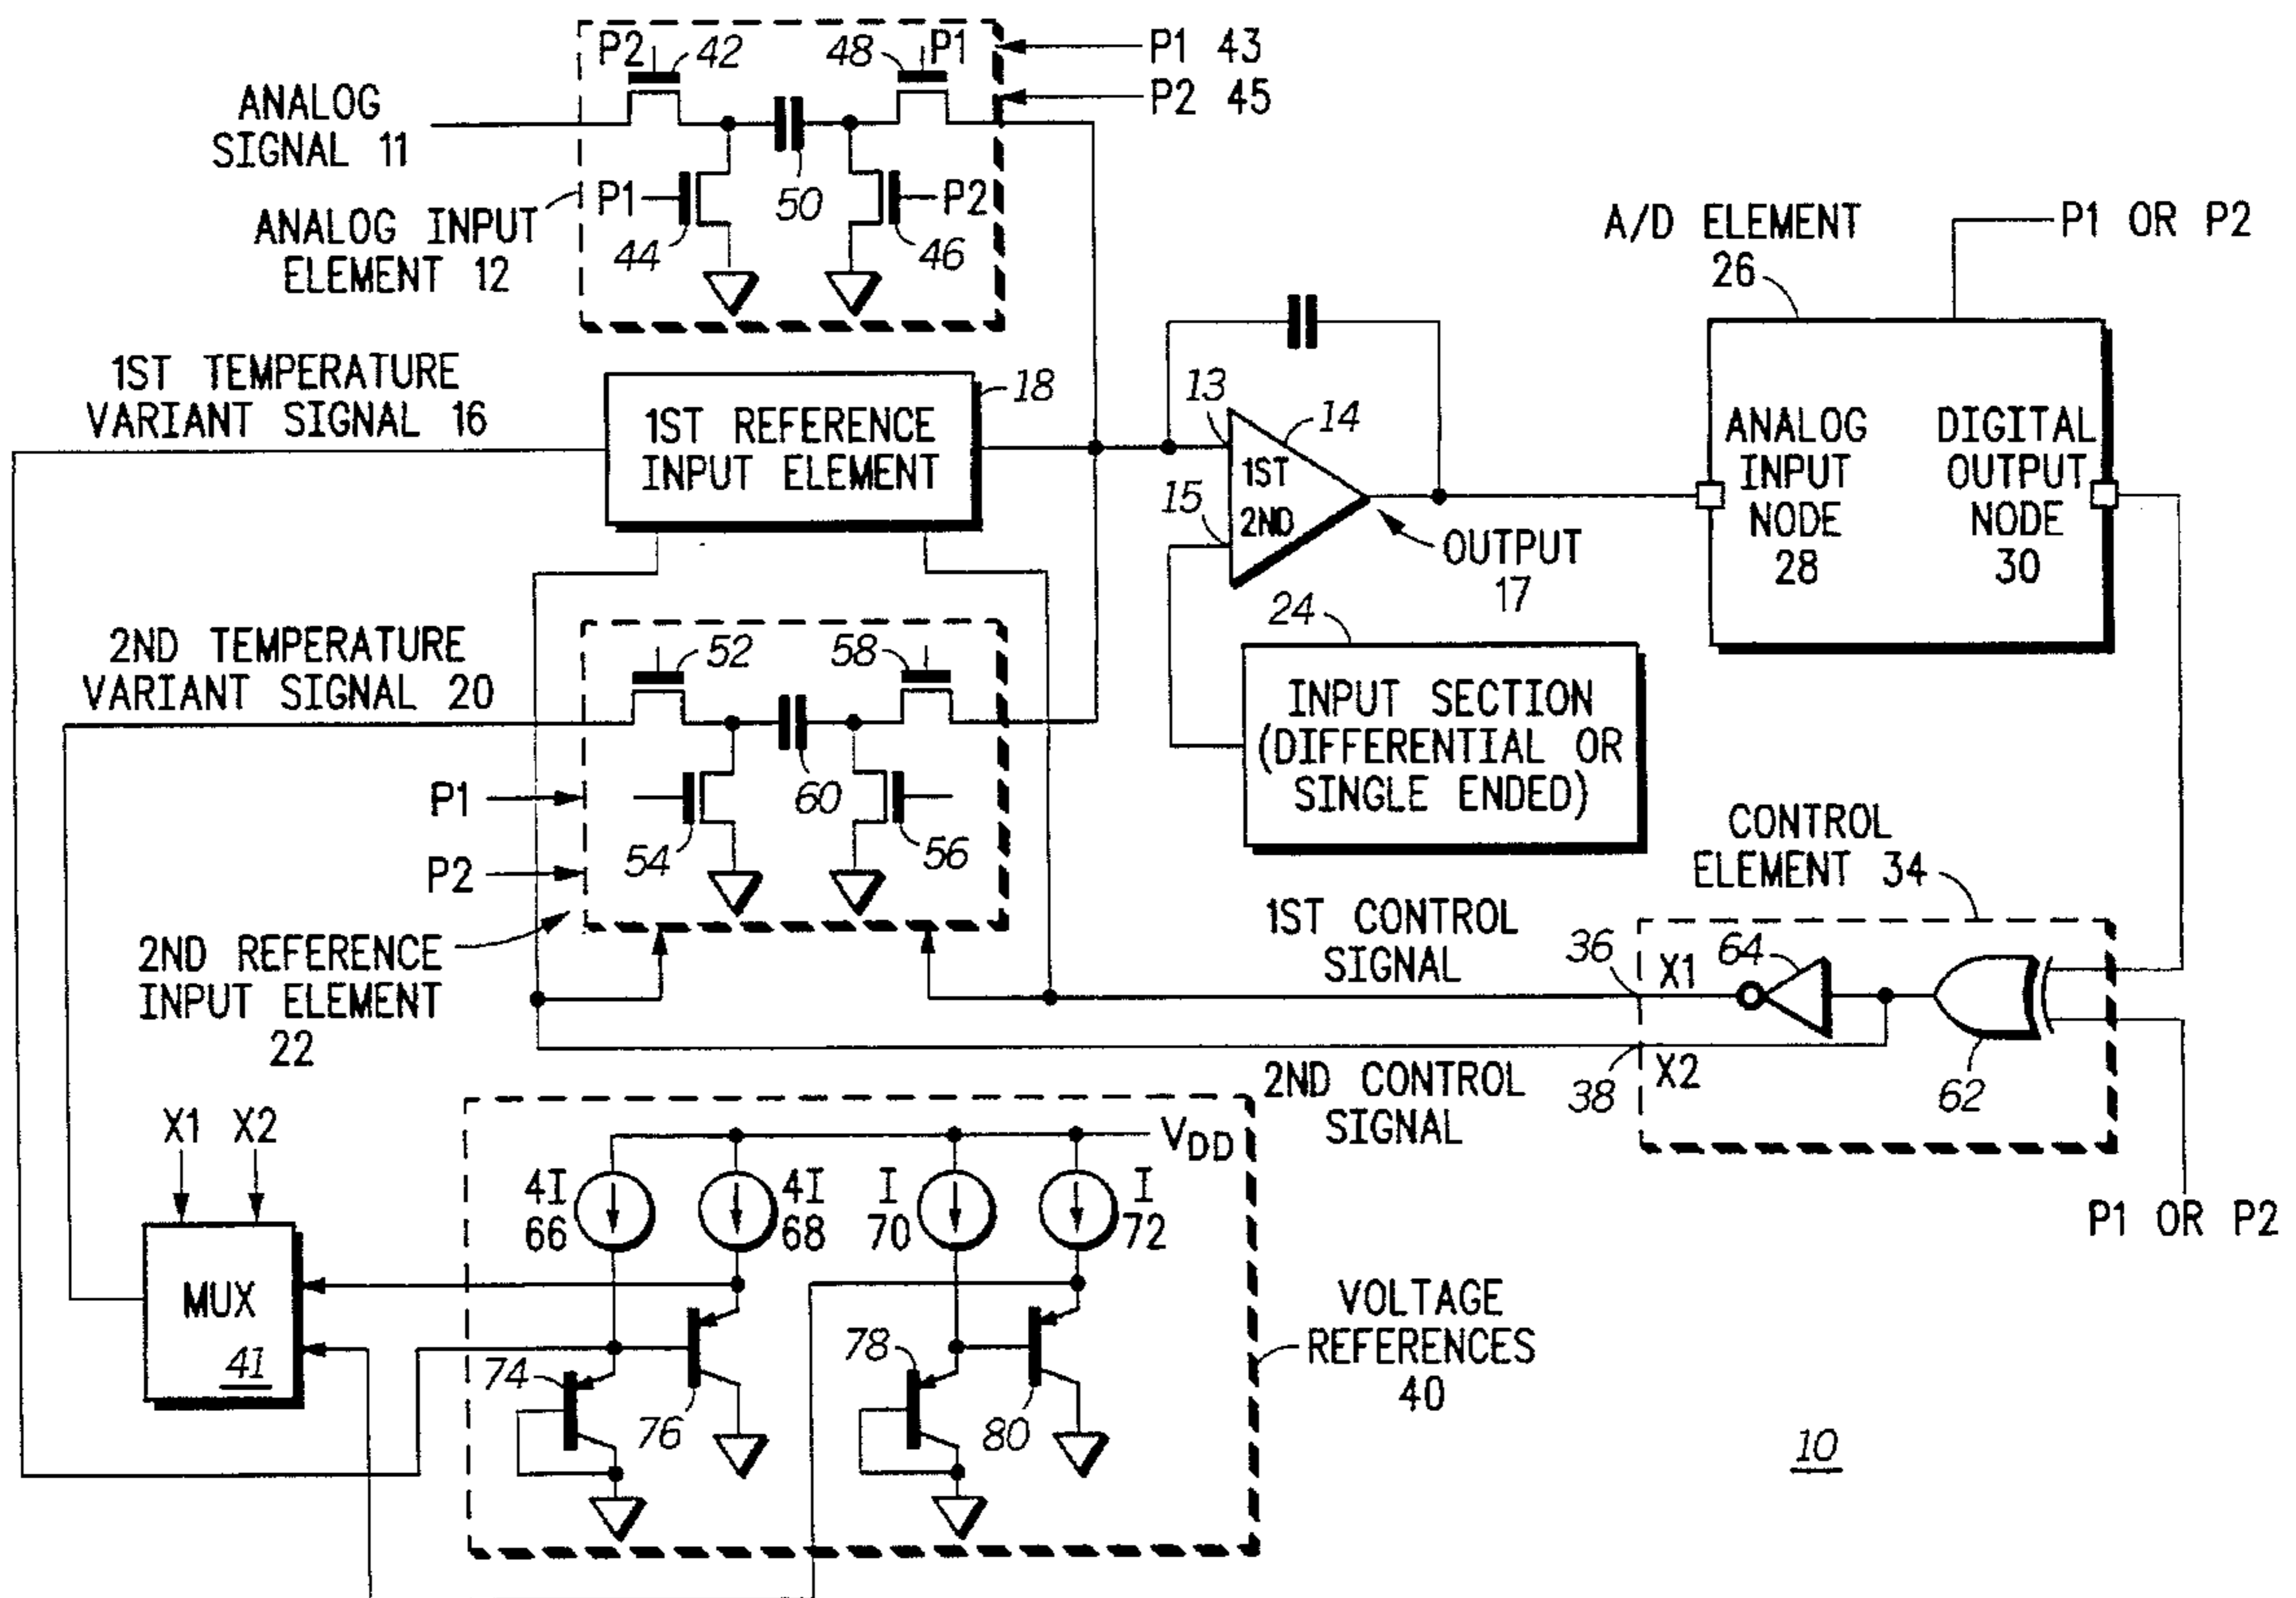 P2
42
48
P1
P1 43
P2 45
ANALOG
SIGNAL 11
P1
44
50
P2
46
ANALOG INPUT
ELEMENT 12
A/D ELEMENT
26
P1 OR P2
1ST TEMPERATURE
VARIANT SIGNAL 16
1ST REFERENCE
INPUT ELEMENT
18
13
14
1ST
15
2ND
OUTPUT
17
ANALOG
INPUT
NODE
28
DIGITAL
OUTPUT
NODE
30
2ND TEMPERATURE
VARIANT SIGNAL 20
52
58
24
INPUT SECTION
(DIFFERENTIAL OR
SINGLE ENDED)
P1
P2
54
60
56
CONTROL
ELEMENT 34
2ND REFERENCE
INPUT ELEMENT
22
1ST CONTROL
SIGNAL
36
X1
64
62
2ND CONTROL
SIGNAL
38
X2
P1 OR P2
X1 X2
MUX
41
VDD
4I
66
4I
68
I
70
I
72
74
76
78
80
VOLTAGE
REFERENCES
40
10